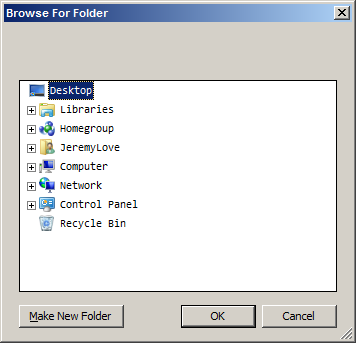 Browse For Folder
Desktop
Libraries
Homegroup
JeremyLove
Computer
Network
Control Panel
Recycle Bin
Make New Folder
OK
Cancel